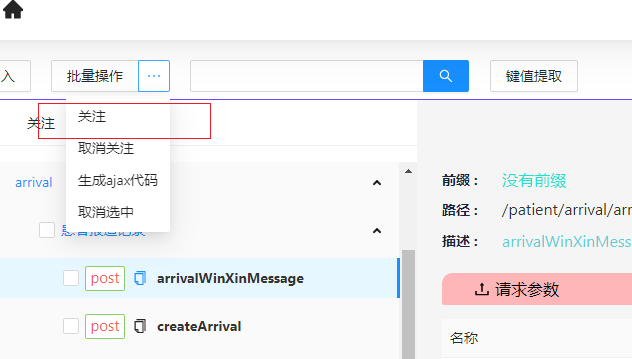 入 批量操作 ··· 键值提取
关注 关注
取消关注
arrival 生成ajax代码
取消选中
post arrivalWinXinMessage
post createArrival
前缀： 没有前缀
路径： /patient/arrival/arr
描述： arrivalWinXinMess
请求参数
名称